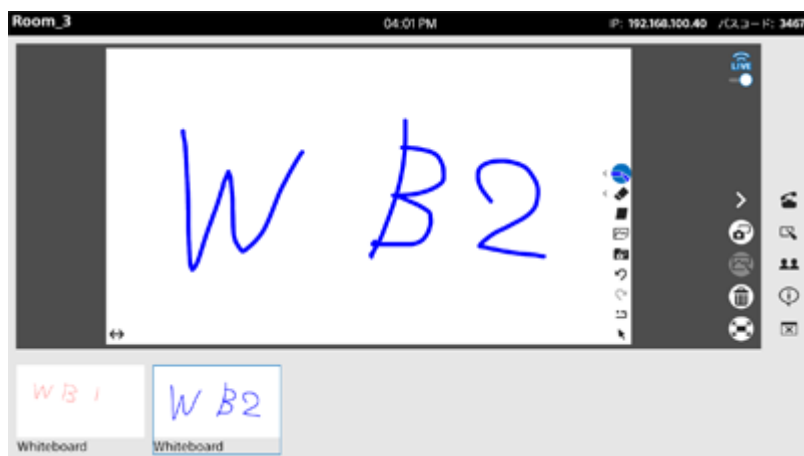 Room_3 04:01 PM IP: 192.168.100.40 パスコード: 3467
LIVE
W B2
W B 1 W B2
Whiteboard Whiteboard